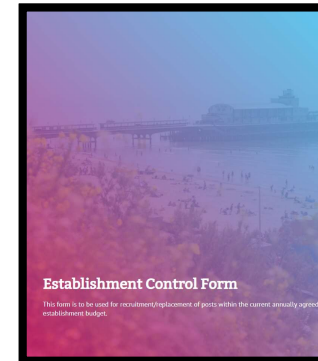 Establishment Control Form
This form is to be used for recruitment/replacement of posts within the current annually agreed
establishment budget.